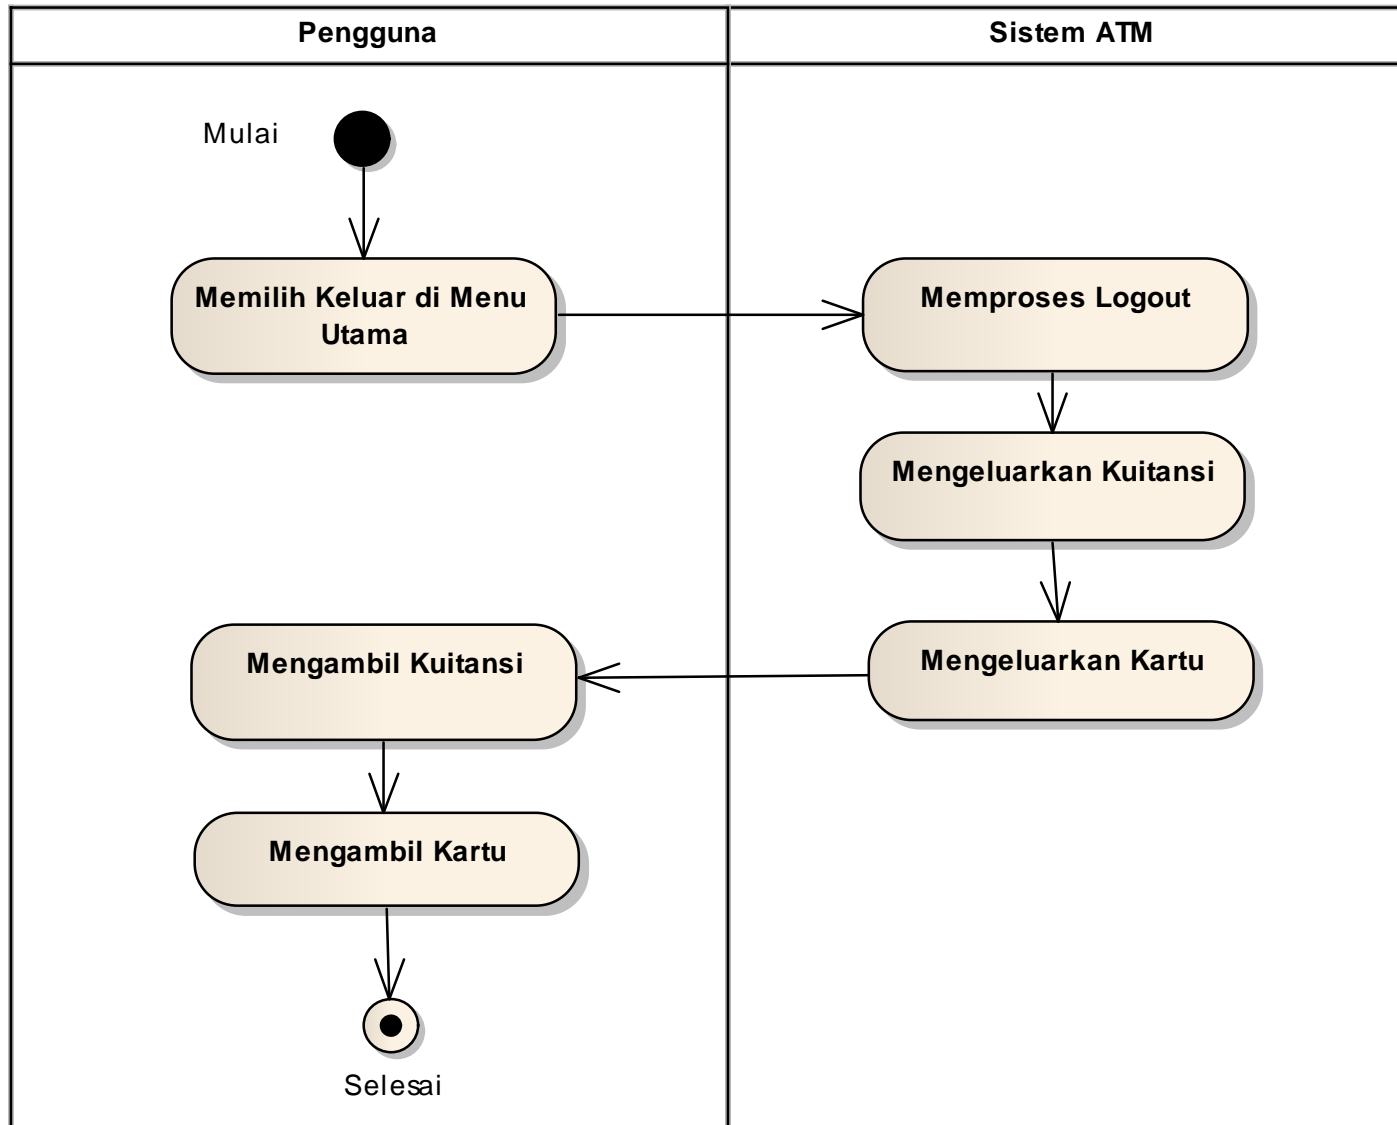 Pengguna
Sistem ATM
Mulai
Memilih Keluar di Menu
Utama
Memproses Logout
Mengeluarkan Kuitansi
Mengeluarkan Kartu
Mengambil Kuitansi
Mengambil Kartu
Selesai